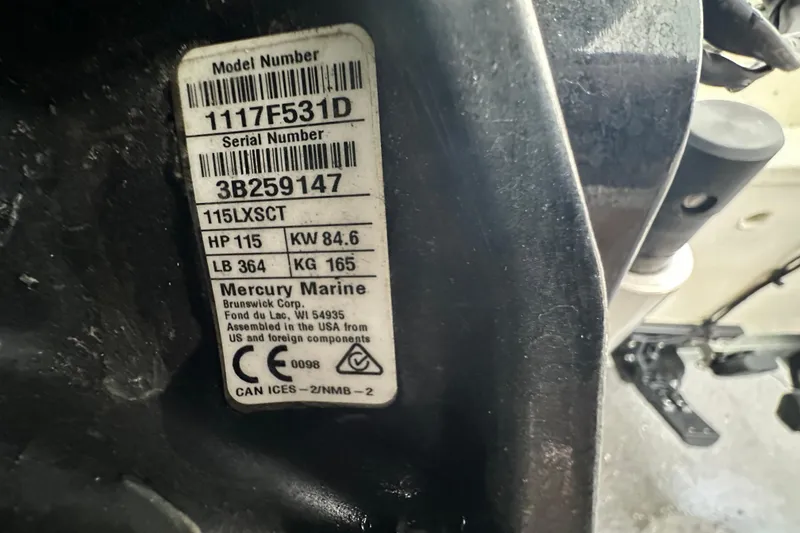 Model Number
1117F531D
Serial Number
3B259147
115LXSCT
HP 115 KW 84.6
LB 364 KG 165
Mercury Marine
Brunswick Corp.
Fond du Lac, WI 54935
Assembled in the USA from
US and foreign components
CE 0098
CAN ICES-2/NMB-2